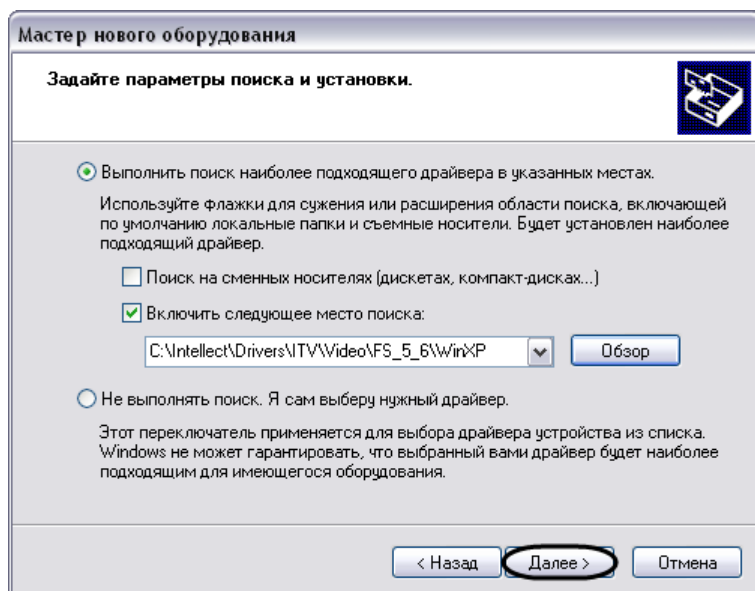 Мастер нового оборудования
Задайте параметры поиска и установки.
Выполнить поиск наиболее подходящего драйвера в указанных местах.
Используйте флажки для сужения или расширения области поиска, включающей
по умолчанию локальные папки и съемные носители. Будет установлен наиболее
подходящий драйвер.
Поиск на сменных носителях (дискетах, компакт-дисках...)
Включить следующее место поиска:
C:\Intellect\Drivers\ITV\Video\FS_5_6\WinXP
Обзор
Не выполнять поиск. Я сам выберу нужный драйвер.
Этот переключатель применяется для выбора драйвера устройства из списка.
Windows не может гарантировать, что выбранный вами драйвер будет наиболее
подходящим для имеющегося оборудования.
< Назад
Далее >
Отмена